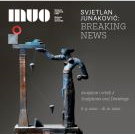 muo
SVJETLAN
JUNAKOVIĆ:
BREAKING
NEWS
Skulpture i crteži /
Sculptures and Drawings